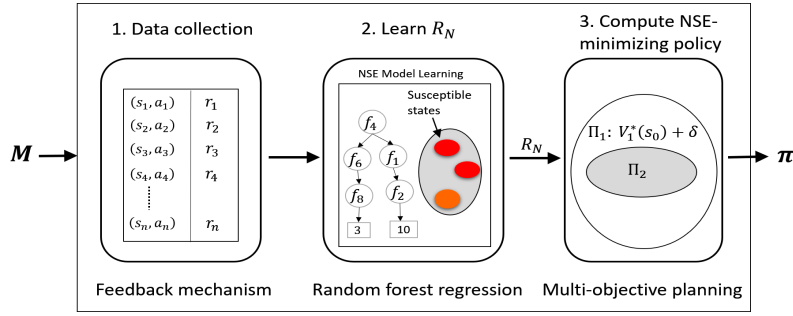 1. Data collection
2. Learn R_N
3. Compute NSE-
minimizing policy
M
(s_1, a_1) r_1
(s_2, a_2) r_2
(s_3, a_3) r_3
(s_4, a_4) r_4
(s_n, a_n) r_n
NSE Model Learning
Susceptible
states
f_4
f_6 f_1
f_8 f_2
3 10
R_N
Π_1: V_1^*(s_0) + δ
Π_2
π
Feedback mechanism
Random forest regression
Multi-objective planning